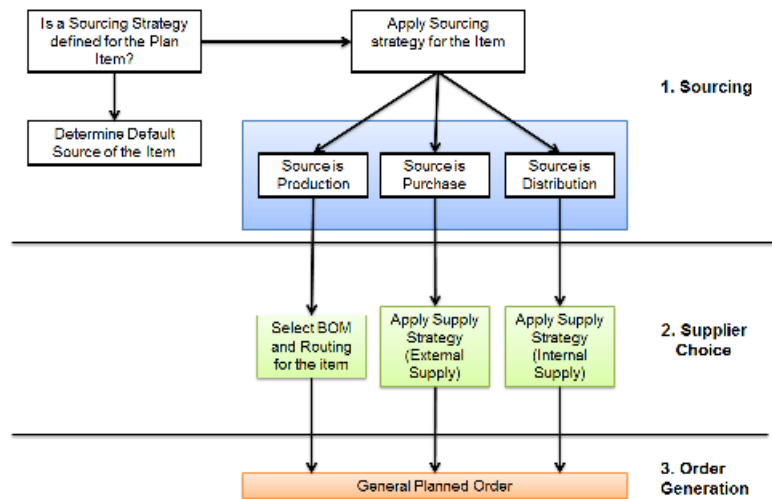 Is a Sourcing Strategy
defined for the Plan
Item?
Apply Sourcing
strategy for the Item
1. Sourcing
Determine Default
Source of the Item
Source is
Production
Source is
Purchase
Source is
Distribution
Select BOM
and Routing
for the item
Apply Supply
Strategy
(External
Supply)
Apply Supply
Strategy
(Internal
Supply)
2. Supplier
Choice
General Planned Order
3. Order
Generation